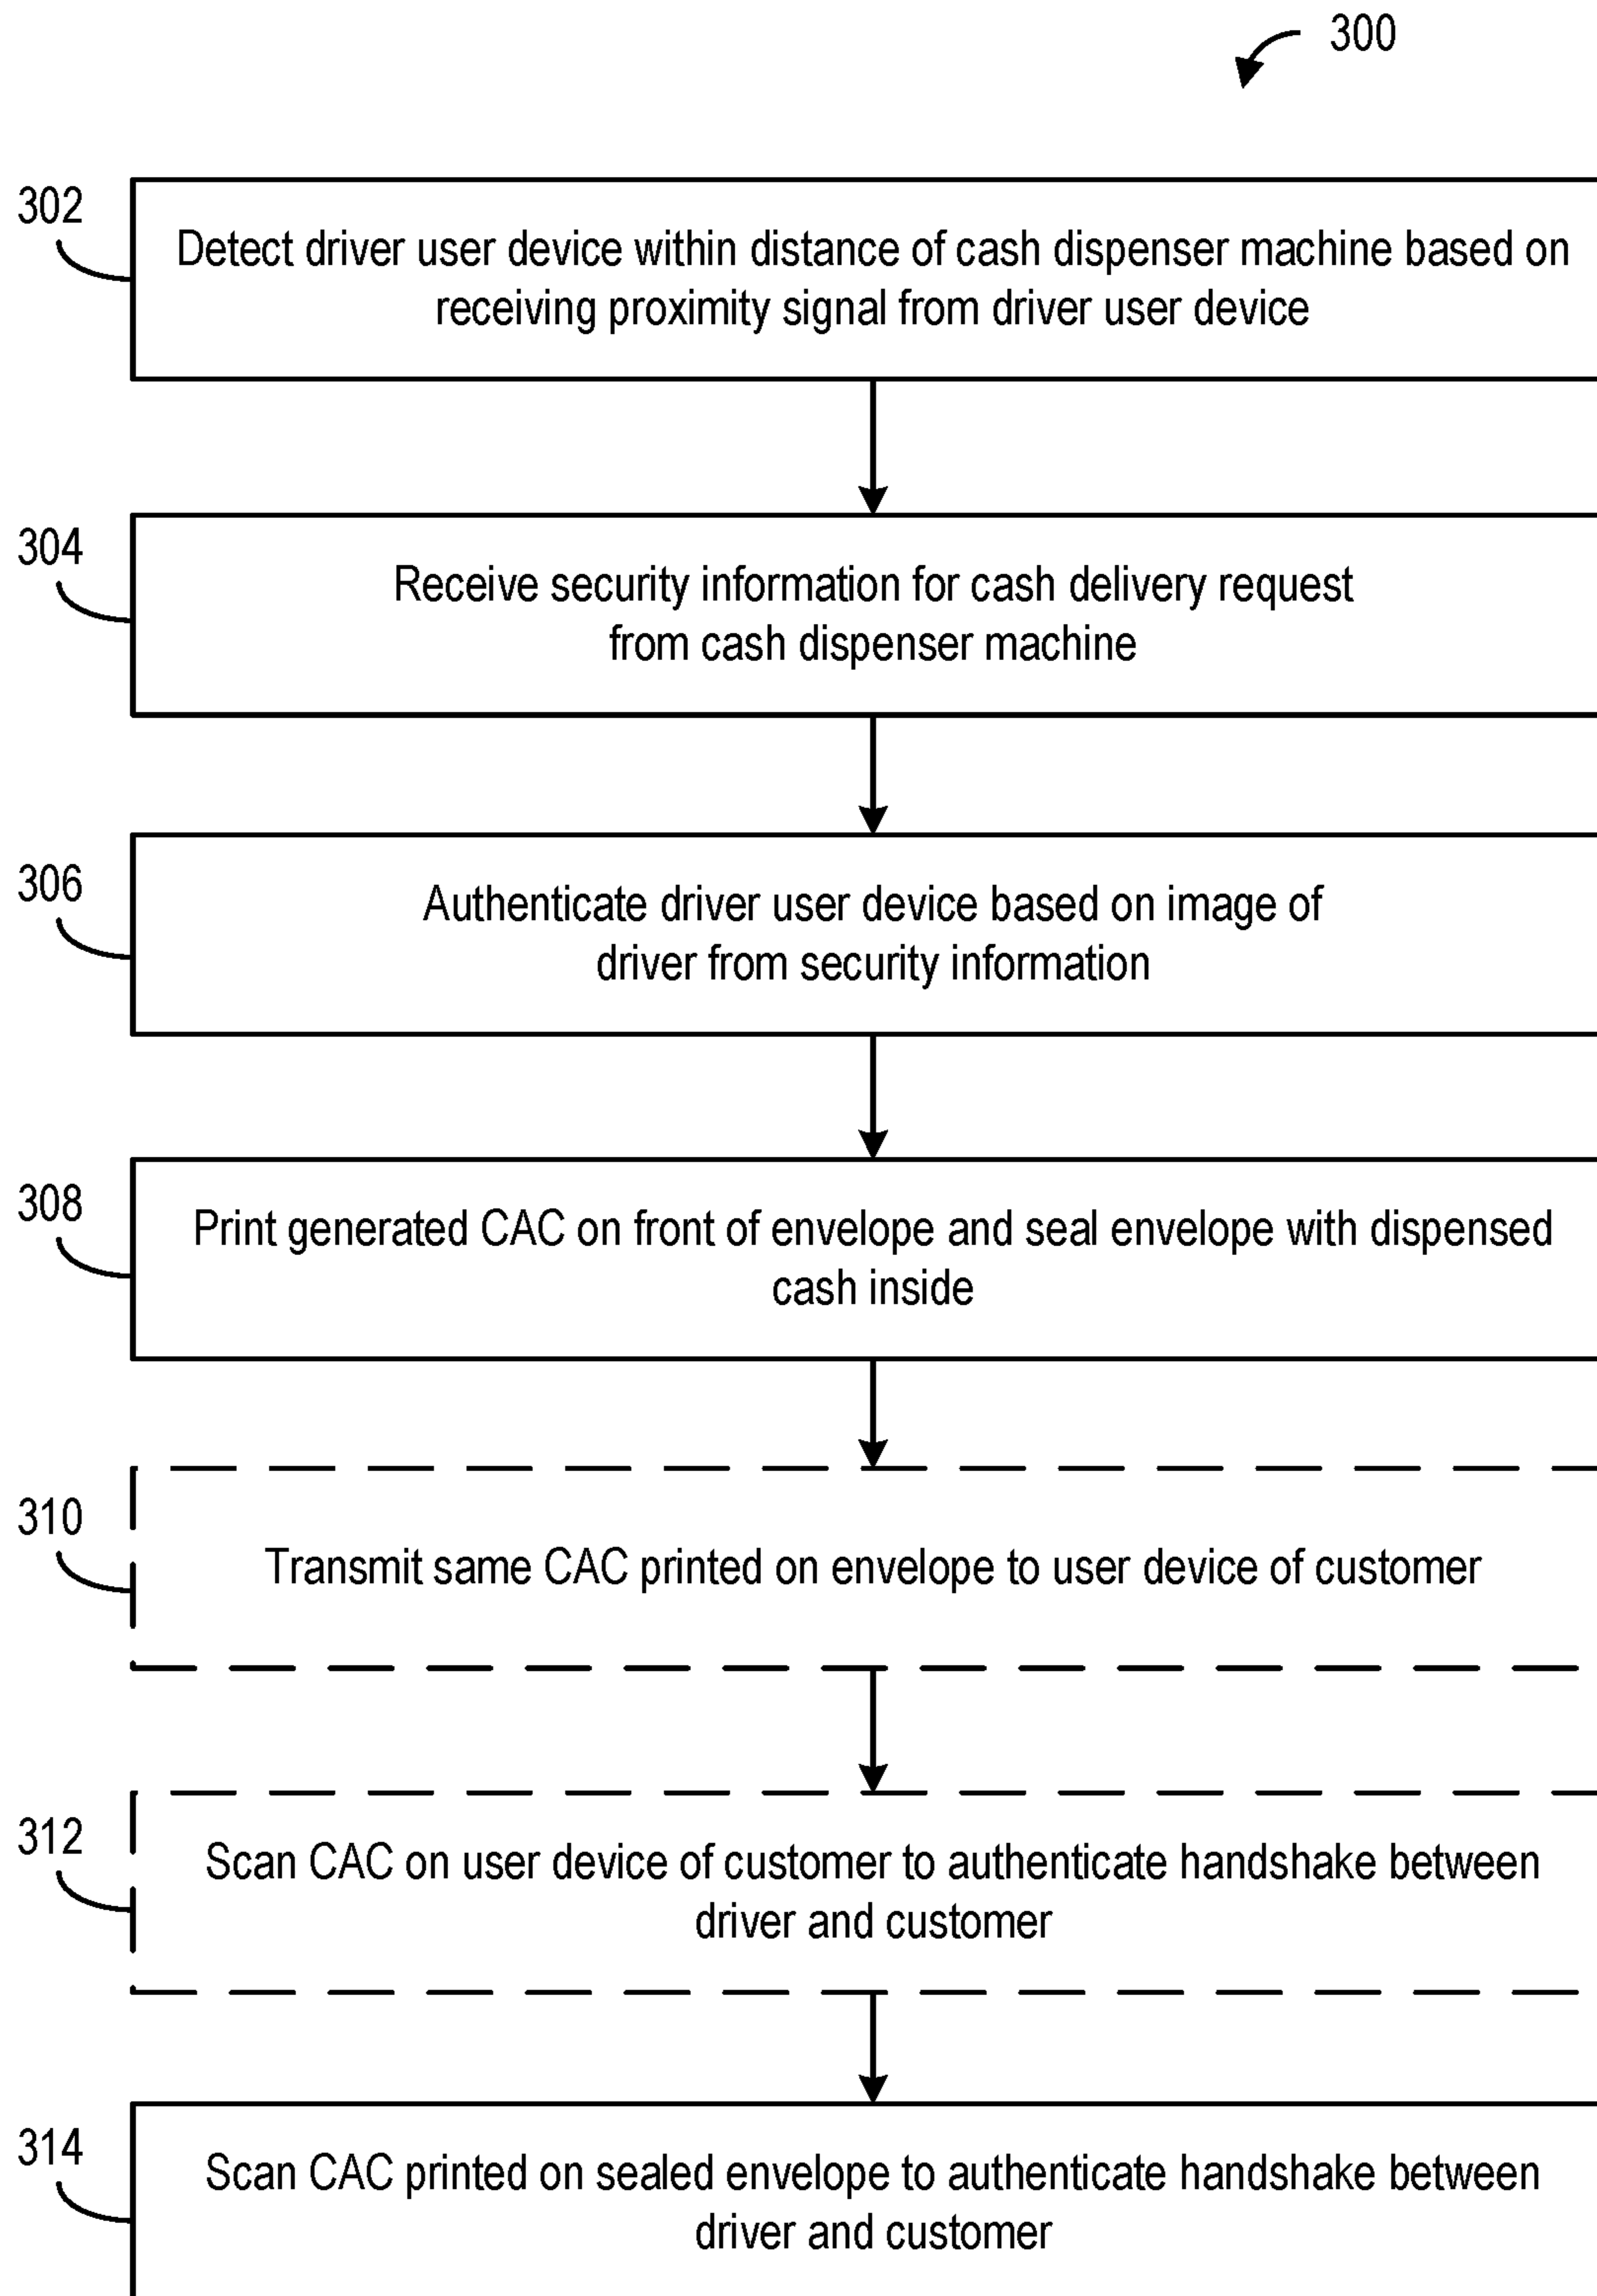 300
302
Detect driver user device within distance of cash dispenser machine based on
receiving proximity signal from driver user device
304
Receive security information for cash delivery request
from cash dispenser machine
306
Authenticate driver user device based on image of
driver from security information
308
Print generated CAC on front of envelope and seal envelope with dispensed
cash inside
310
Transmit same CAC printed on envelope to user device of customer
312
Scan CAC on user device of customer to authenticate handshake between
driver and customer
314
Scan CAC printed on sealed envelope to authenticate handshake between
driver and customer